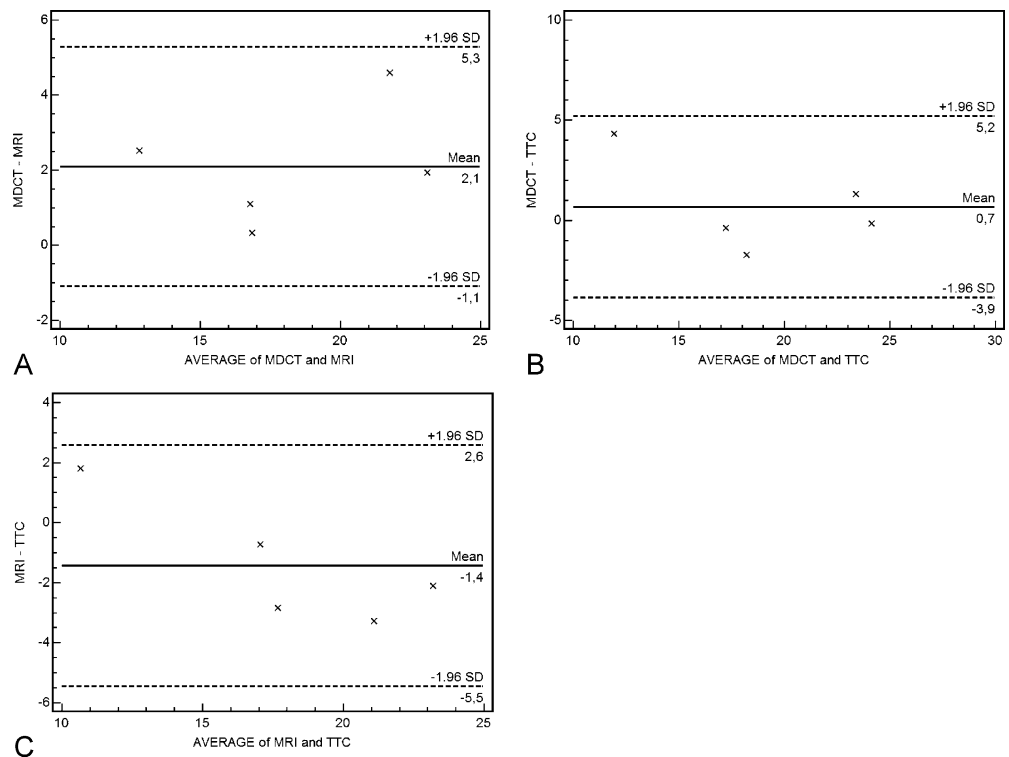 6
4
2
0
-2
MDCT - MRI
+1.96 SD
5,3
Mean
2,1
-1.96 SD
-1,1
10 15 20 25
AVERAGE of MDCT and MRI
A
10
5
0
-5
MDCT - TTC
+1.96 SD
5,2
Mean
0,7
-1.96 SD
-3,9
10 15 20 25 30
AVERAGE of MDCT and TTC
B
4
2
0
-2
-4
-6
MRI - TTC
+1.96 SD
2,6
Mean
-1,4
-1.96 SD
-5,5
10 15 20 25
AVERAGE of MRI and TTC
C